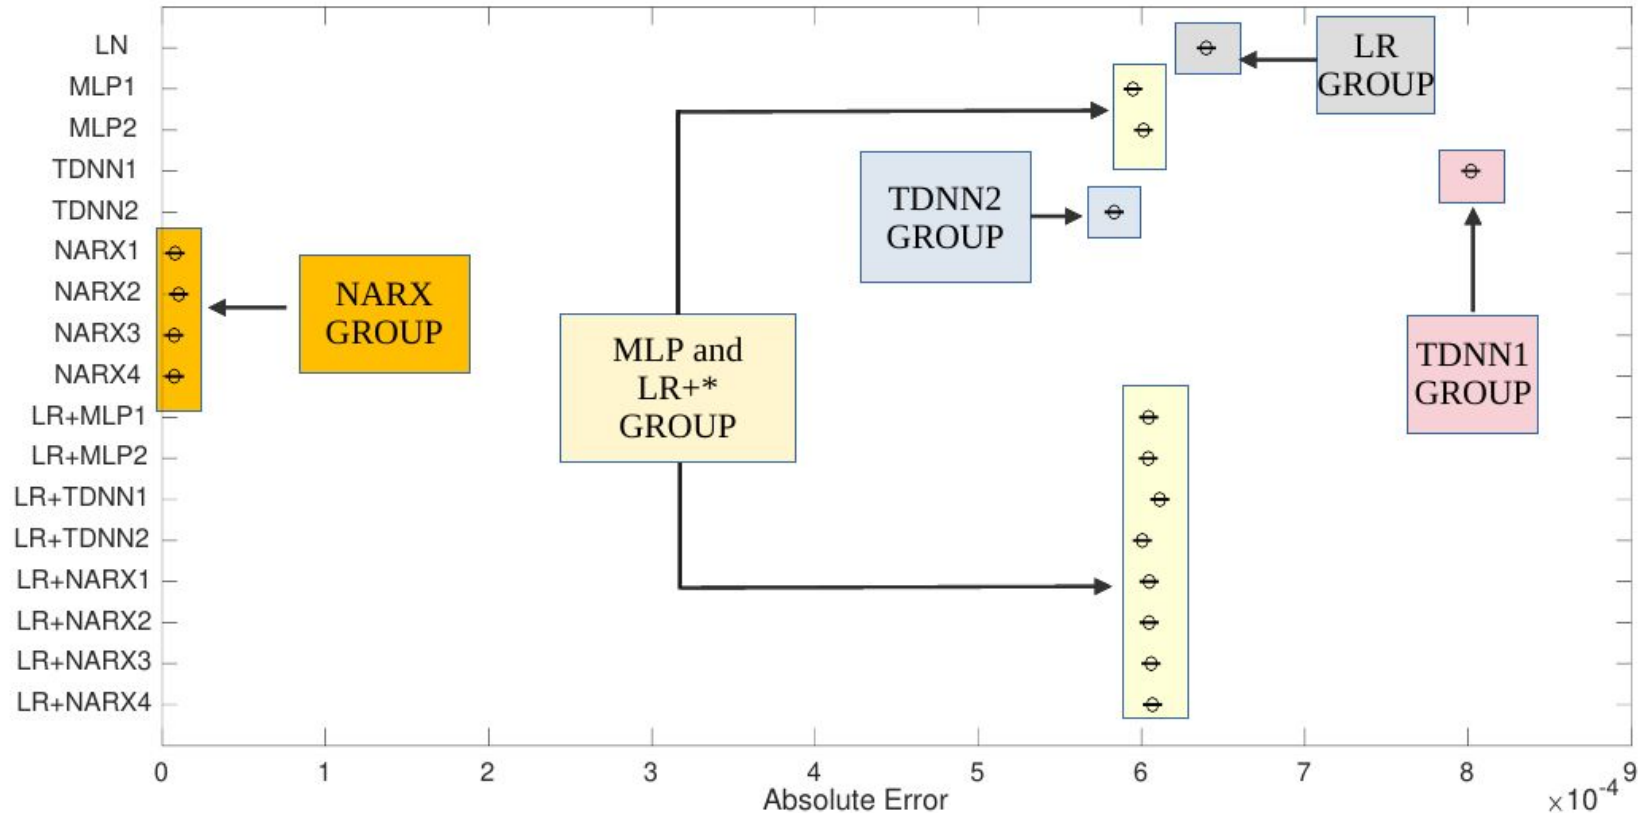 LN
MLP1
MLP2
TDNN1
TDNN2
NARX1
NARX2
NARX3
NARX4
LR+MLP1
LR+MLP2
LR+TDNN1
LR+TDNN2
LR+NARX1
LR+NARX2
LR+NARX3
LR+NARX4
LR
GROUP
TDNN2
GROUP
NARX
GROUP
MLP and
LR+*
GROUP
TDNN1
GROUP
0 1 2 3 4 5 6 7 8 9
Absolute Error
×10-4